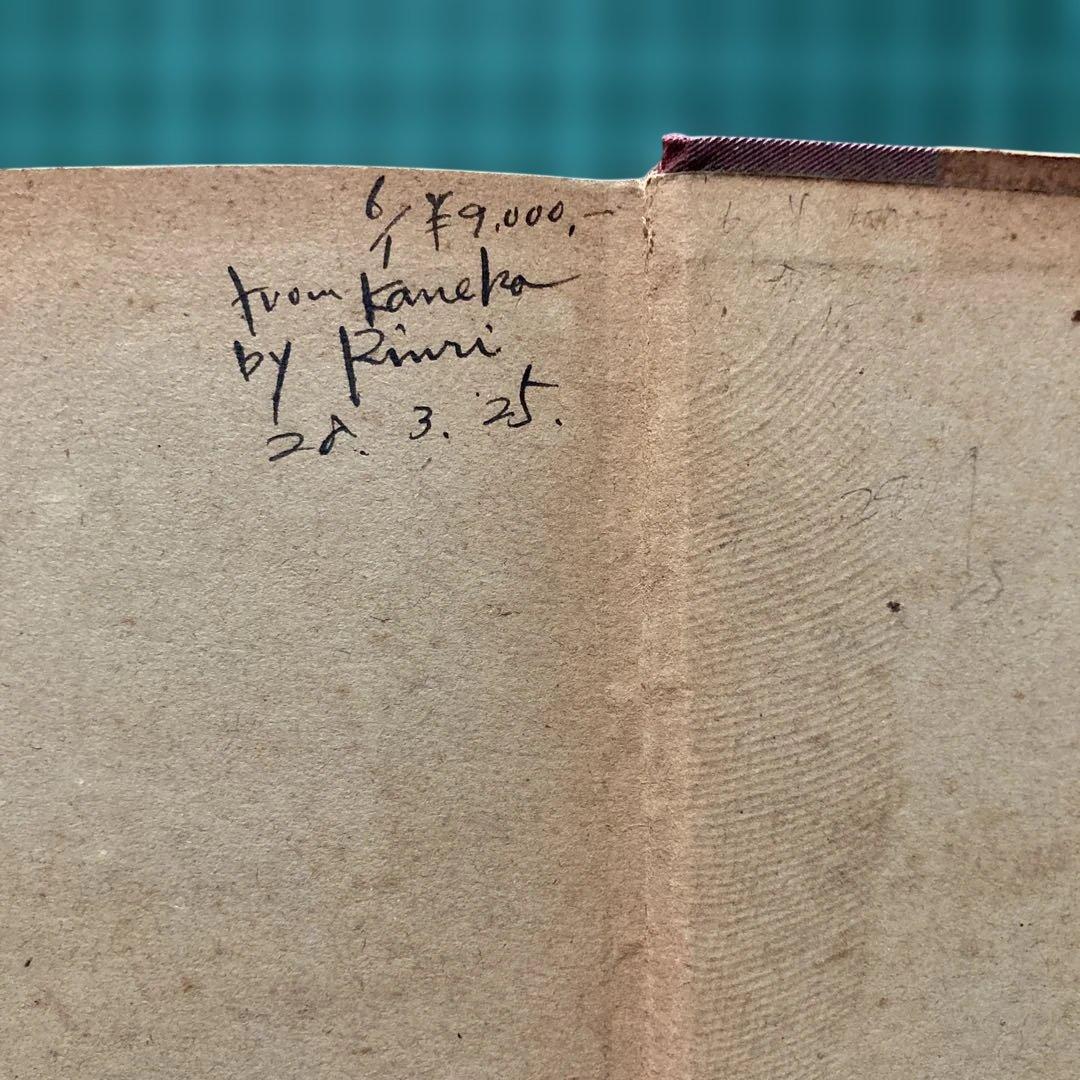 6/1 ¥9,000,-
from Kaneko
by Rinri
28. 3. 25.